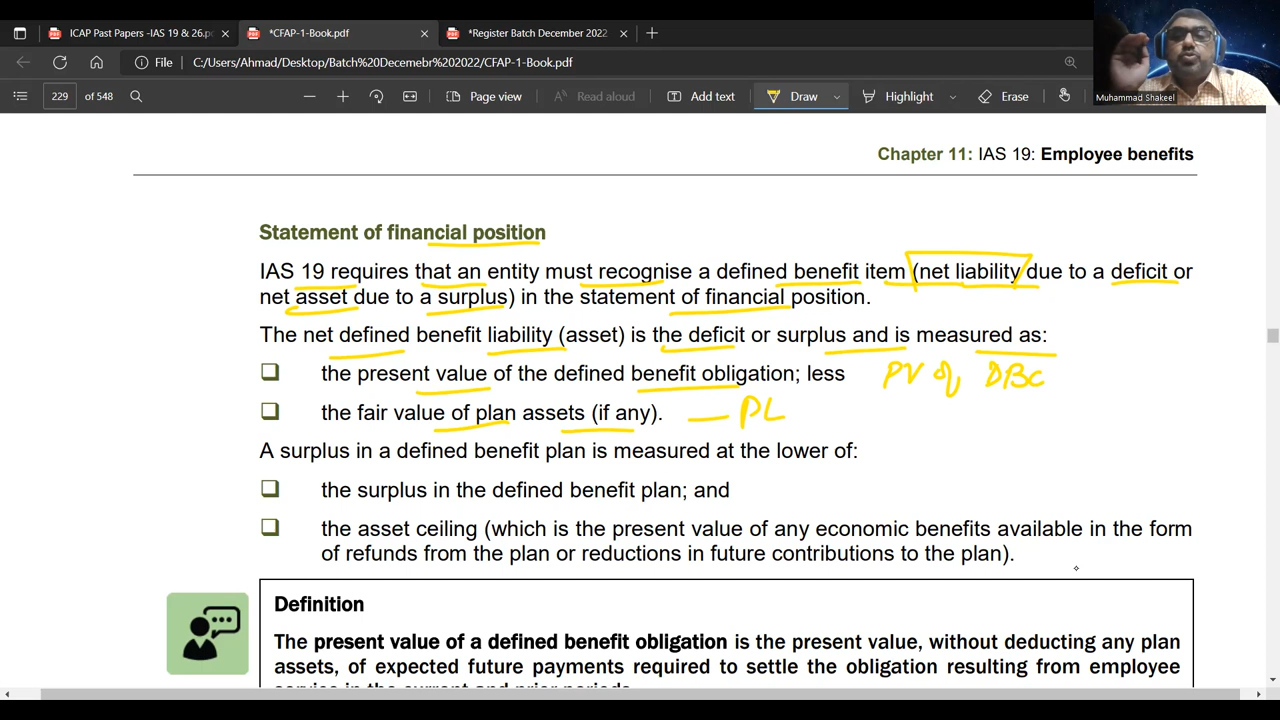 ICAP Past Papers -IAS 19 & 26.p
*CFAP-1-Book.pdf
*Register Batch December 2022
File
C:/Users/Ahmad/Desktop/Batch%20Decemebr%202022/CFAP-1-Book.pdf
229 of 548
Page view
Read aloud
Add text
Draw
Highlight
Erase
Muhammad Shakeel
Chapter 11: IAS 19: Employee benefits
Statement of financial position
IAS 19 requires that an entity must recognise a defined benefit item (net liability due to a deficit or
net asset due to a surplus) in the statement of financial position.
The net defined benefit liability (asset) is the deficit or surplus and is measured as:
the present value of the defined benefit obligation; less PV of DBC
the fair value of plan assets (if any). — PL
A surplus in a defined benefit plan is measured at the lower of:
the surplus in the defined benefit plan; and
the asset ceiling (which is the present value of any economic benefits available in the form
of refunds from the plan or reductions in future contributions to the plan).
Definition
The present value of a defined benefit obligation is the present value, without deducting any plan
assets, of expected future payments required to settle the obligation resulting from employee
service in the current and prior periods